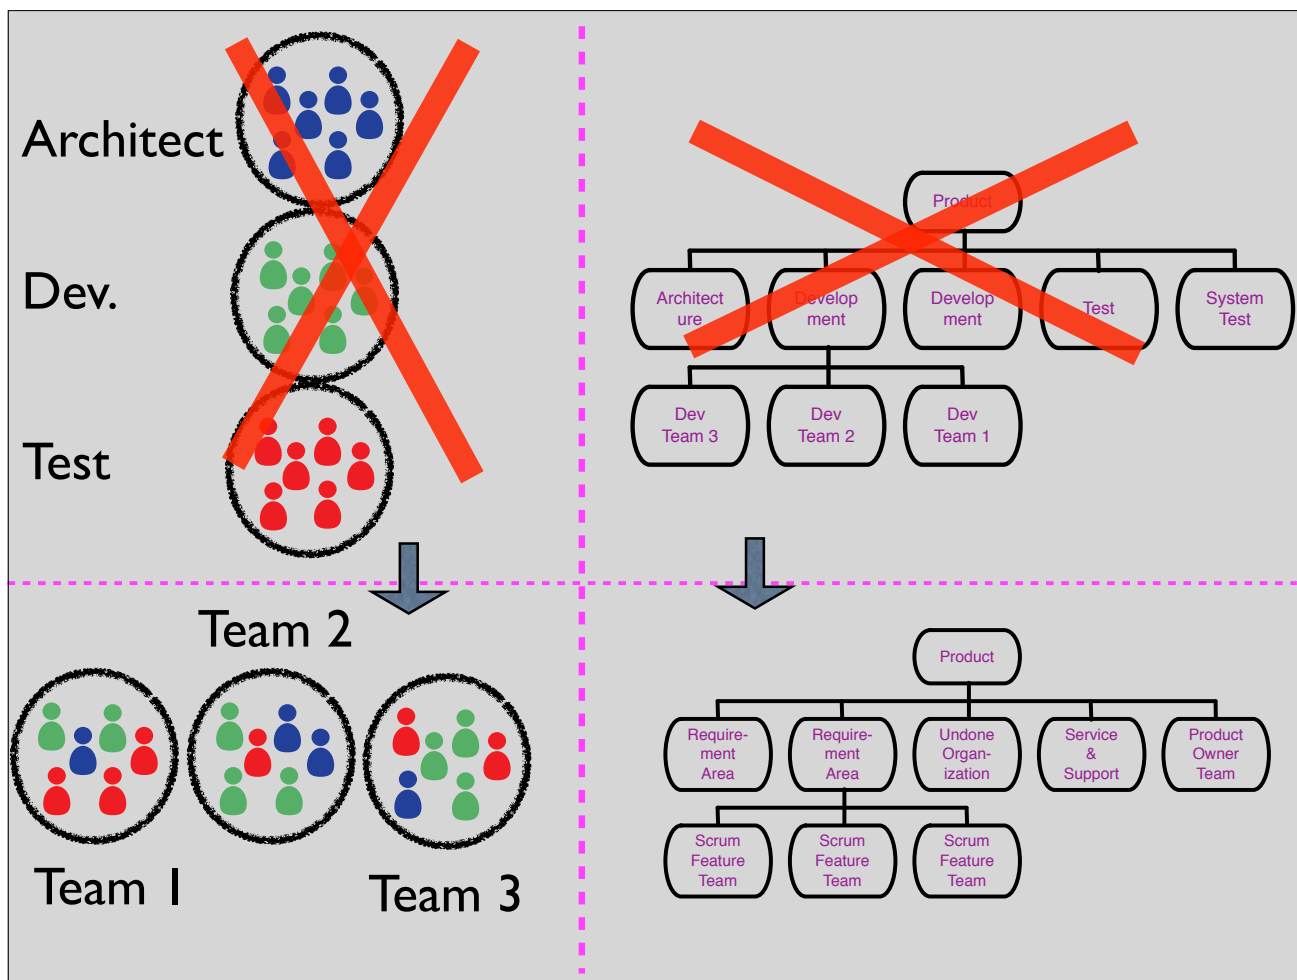 Architect
Dev.
Test
Product
Architect
ure
Develop
ment
Develop
ment
Test
System
Test
Dev
Team 3
Dev
Team 2
Dev
Team 1
Team 2
Team 1
Team 3
Product
Require-
ment
Area
Require-
ment
Area
Undone
Organ-
ization
Service
&
Support
Product
Owner
Team
Scrum
Feature
Team
Scrum
Feature
Team
Scrum
Feature
Team